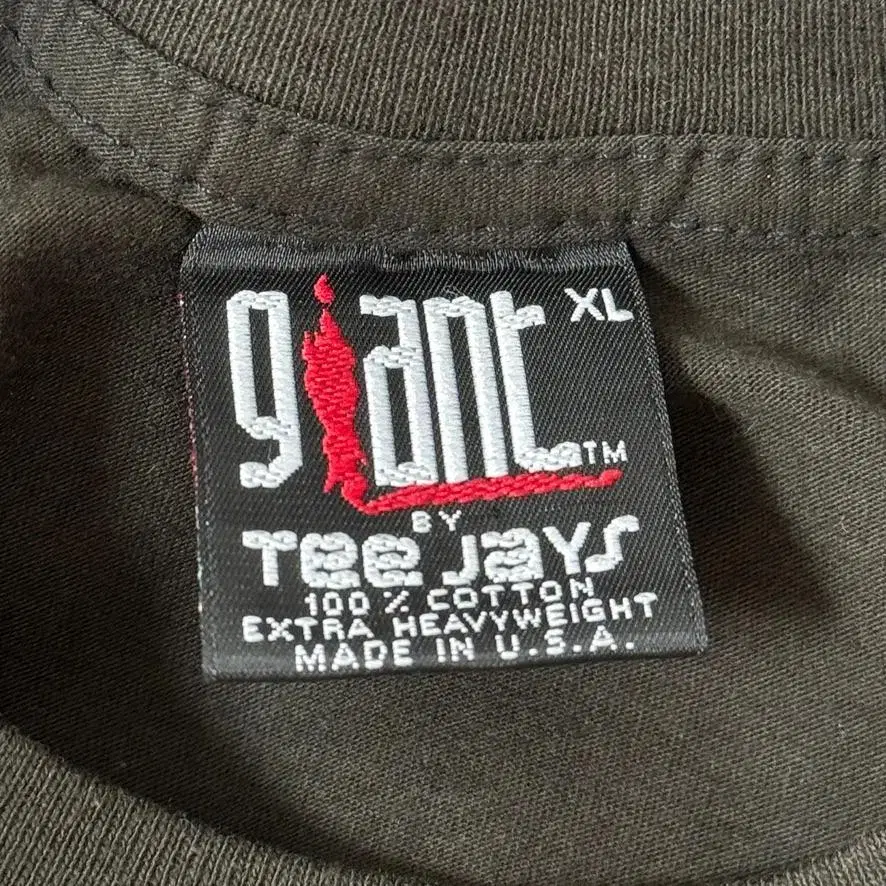 giant XL
TM
BY
Tee Jays
100% COTTON
EXTRA HEAVYWEIGHT
MADE IN U.S.A.